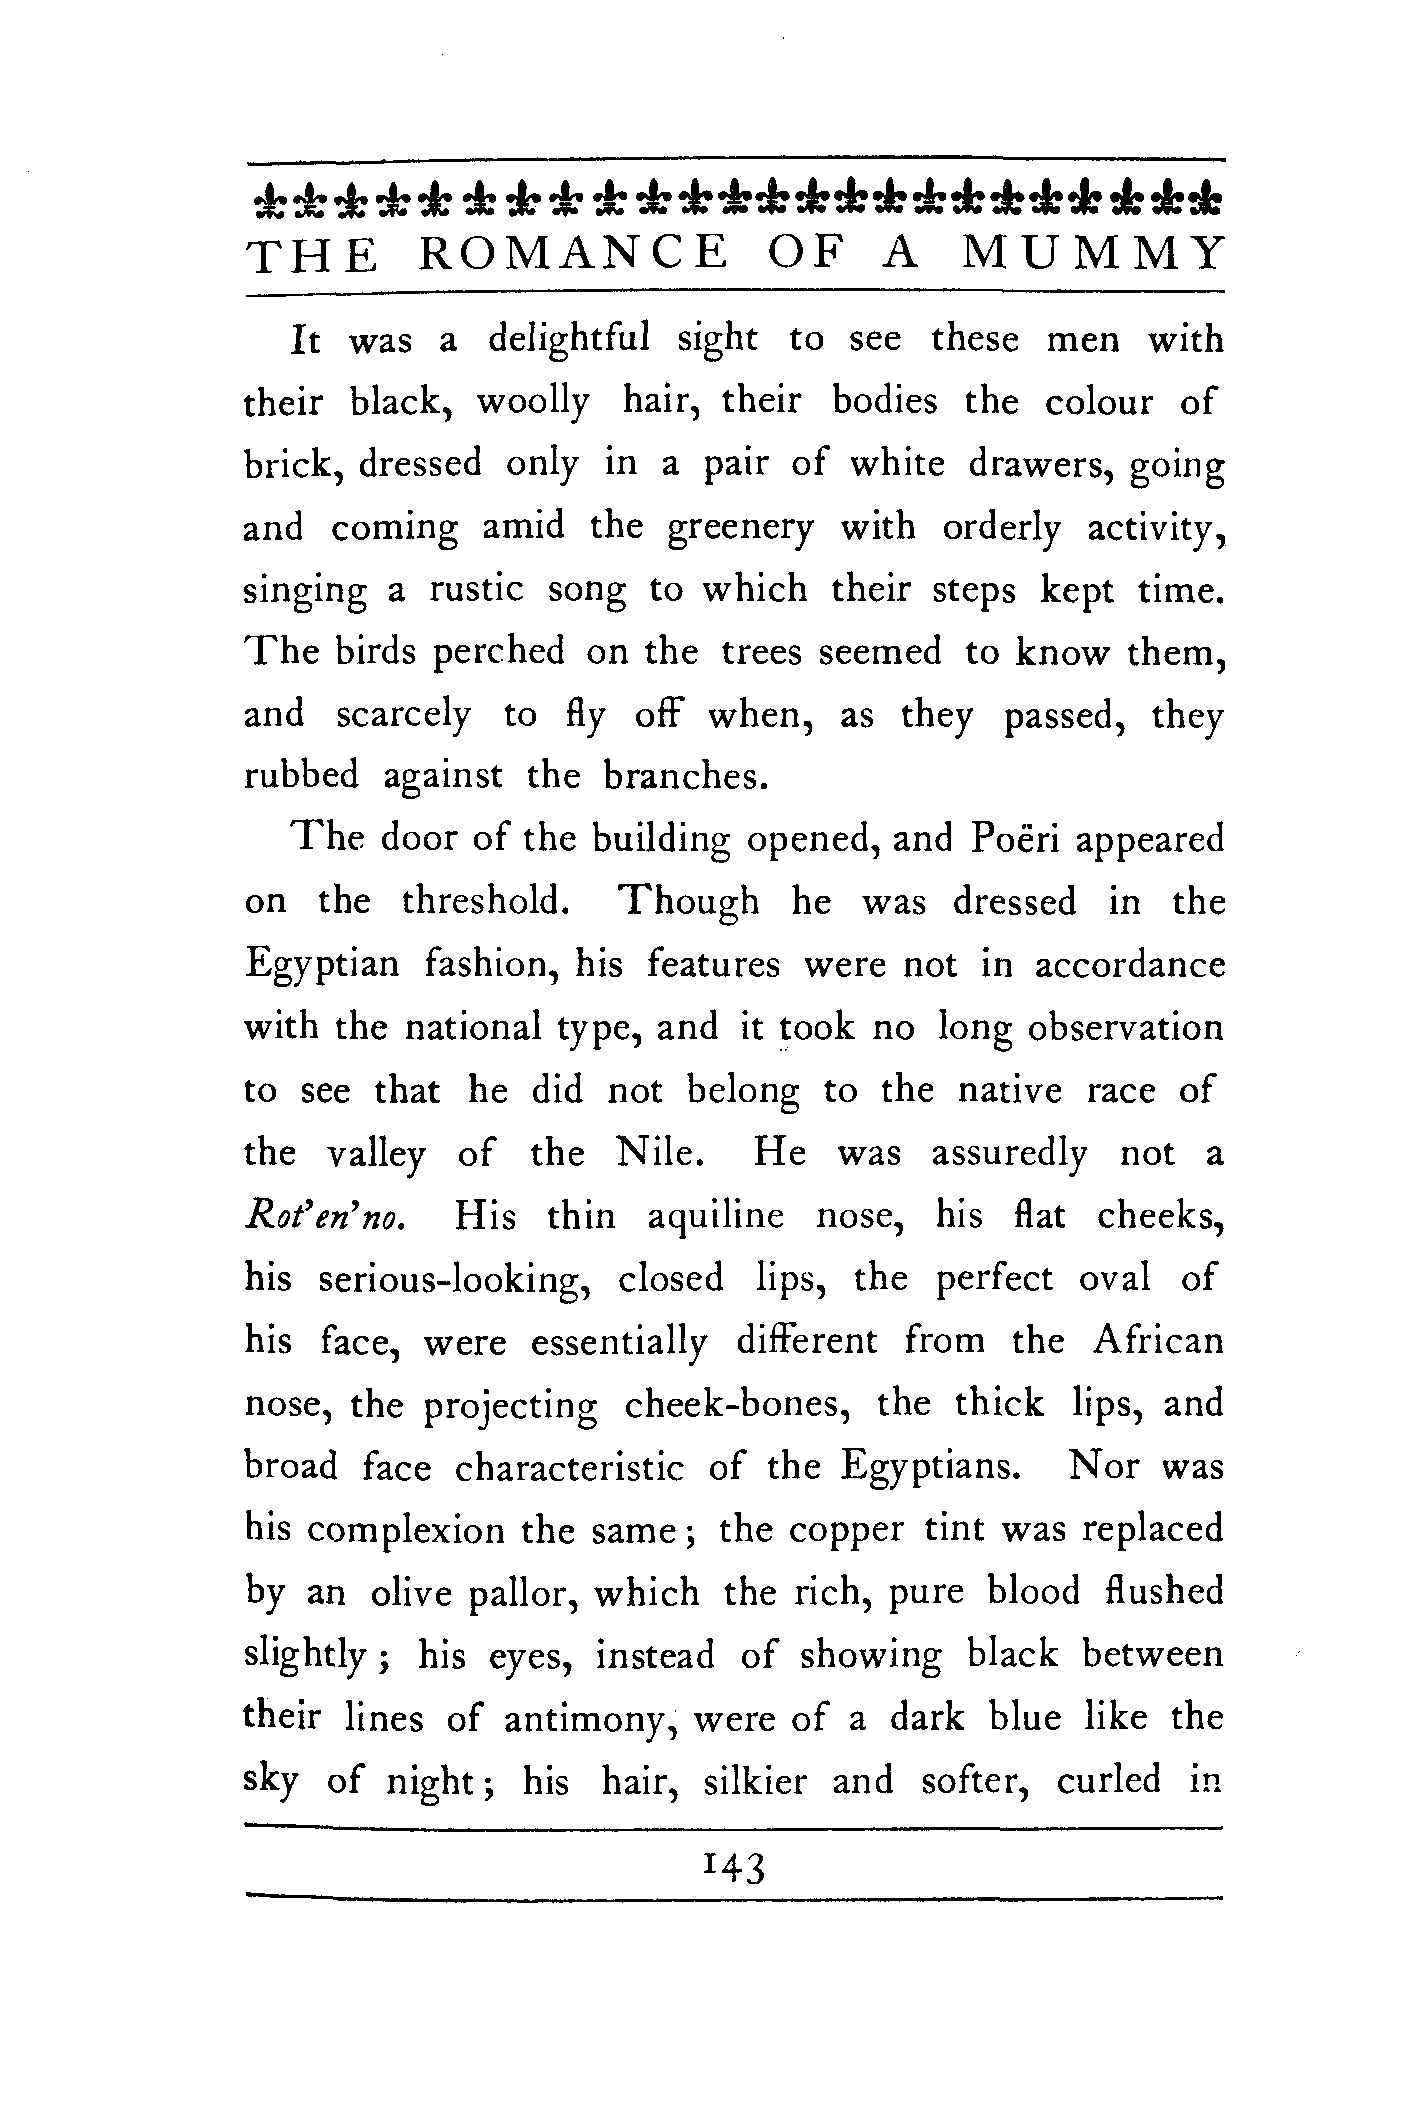 THE ROMANCE OF A MUMMY
It was a delightful sight to see these men with
their black, woolly hair, their bodies the colour of
brick, dressed only in a pair of white drawers, going
and coming amid the greenery with orderly activity,
singing a rustic song to which their steps kept time.
The birds perched on the trees seemed to know them,
and scarcely to fly off when, as they passed, they
rubbed against the branches.
The door of the building opened, and Poëri appeared
on the threshold. Though he was dressed in the
Egyptian fashion, his features were not in accordance
with the national type, and it took no long observation
to see that he did not belong to the native race of
the valley of the Nile. He was assuredly not a
Rot'en'no. His thin aquiline nose, his flat cheeks,
his serious-looking, closed lips, the perfect oval of
his face, were essentially different from the African
nose, the projecting cheek-bones, the thick lips, and
broad face characteristic of the Egyptians. Nor was
his complexion the same; the copper tint was replaced
by an olive pallor, which the rich, pure blood flushed
slightly; his eyes, instead of showing black between
their lines of antimony, were of a dark blue like the
sky of night; his hair, silkier and softer, curled in
143